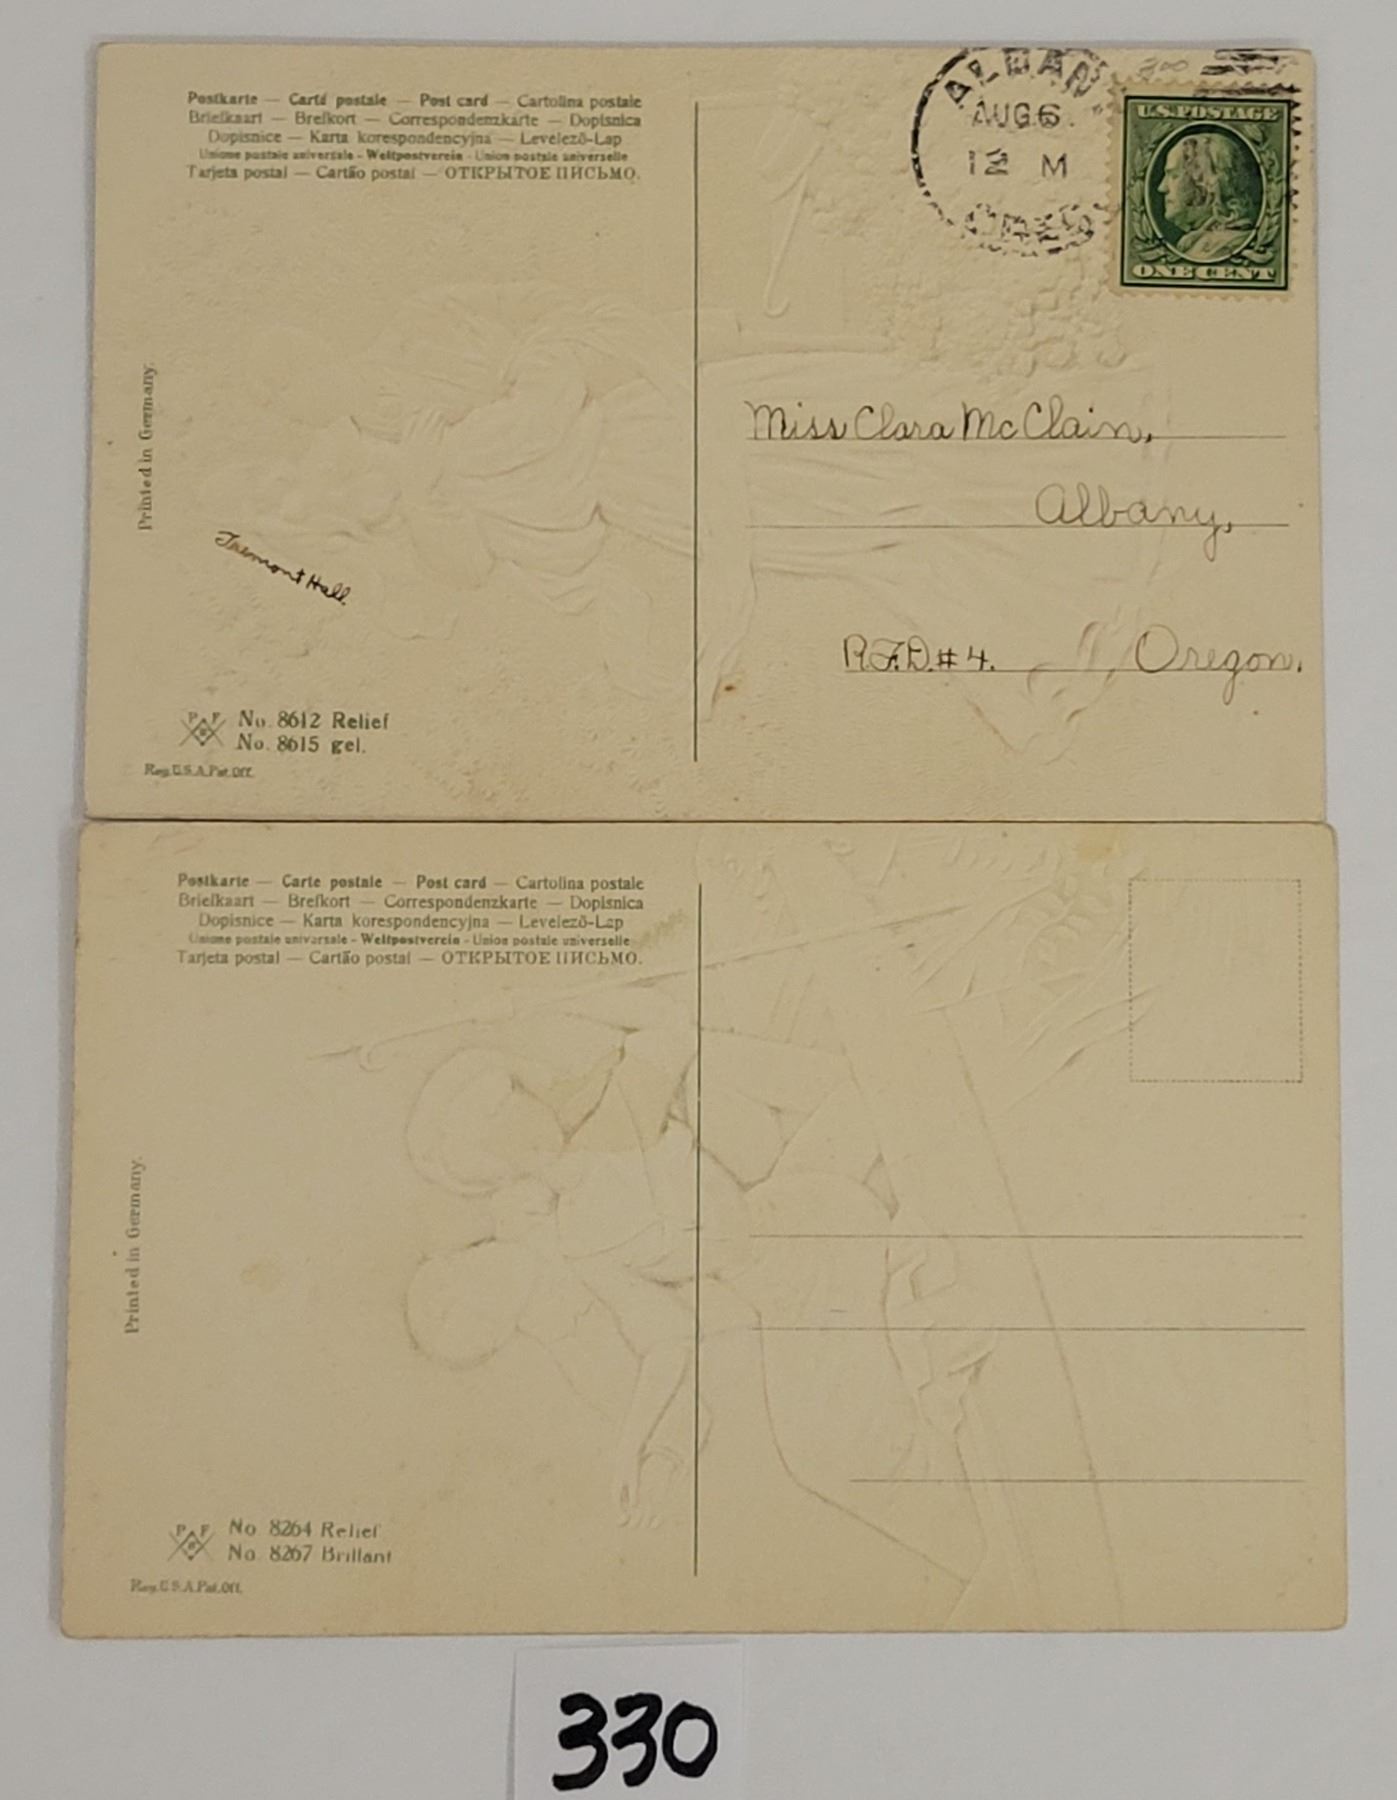 Postkarte — Carte postale — Post card — Cartolina postale
Briefkaart — Brefkort — Correspondenzkarte — Dopisnica
Dopisnice — Karta korespondencyjna — Levelezö-Lap
Unione postale universale - Weltpostverein - Union postale universelle
Tarjeta postal — Cartão postal — ОТКРЫТОЕ ПИСЬМО.
ALBAN
AUG 6
12 M
U.S. POSTAGE
ONE CENT
Printed in Germany.
Miss Clara McClain,
Albany,
R.F.D. # 4. Oregon.
Tremont Hall.
P F
No. 8612 Relief
No. 8615 gel.
Reg. U.S.A. Pat. Off.
Postkarte — Carte postale — Post card — Cartolina postale
Briefkaart — Brefkort — Correspondenzkarte — Dopisnica
Dopisnice — Karta korespondencyjna — Levelezö-Lap
Unione postale universale - Weltpostverein - Union postale universelle
Tarjeta postal — Cartão postal — ОТКРЫТОЕ ПИСЬМО.
Printed in Germany.
P F
No 8264 Relief
No. 8267 Brillant
Reg. U.S.A. Pat. Off.
330